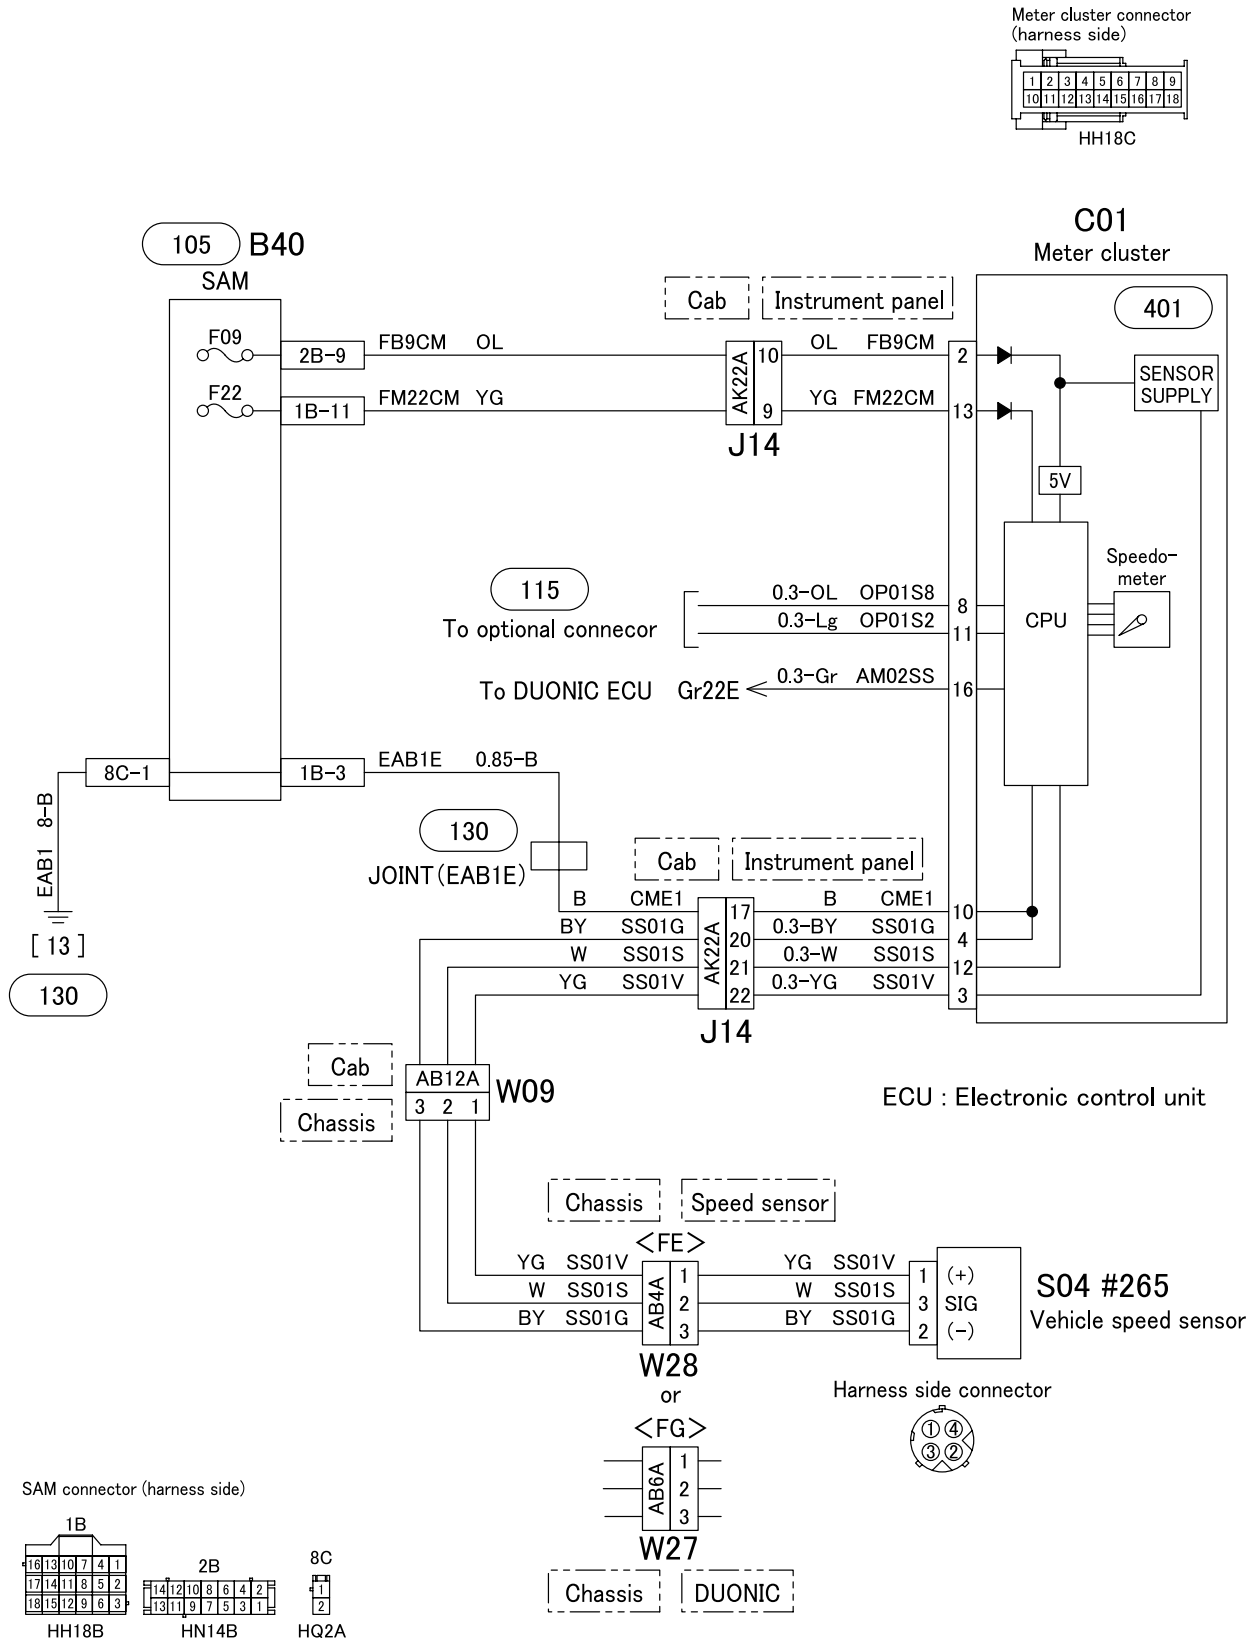 Meter cluster connector
(harness side)
1 2 3 4 5 6 7 8 9
10 11 12 13 14 15 16 17 18
HH18C
105 B40
SAM
C01
Meter cluster
401
Cab
Instrument panel
F09
2B-9
FB9CM OL
AK22A
10
OL FB9CM
2
SENSOR
SUPPLY
F22
1B-11
FM22CM YG
9
YG FM22CM
13
J14
5V
115
To optional connecor
0.3-OL OP01S8
8
0.3-Lg OP01S2
11
CPU
Speedo-
meter
To DUONIC ECU Gr22E
0.3-Gr AM02SS
16
8C-1
1B-3
EAB1E 0.85-B
EAB1 8-B
[ 13 ]
130
130
JOINT(EAB1E)
Cab
Instrument panel
AK22A
B CME1 17 B CME1 10
BY SS01G 20 0.3-BY SS01G 4
W SS01S 21 0.3-W SS01S 12
YG SS01V 22 0.3-YG SS01V 3
J14
Cab
AB12A
3 2 1
W09
Chassis
ECU : Electronic control unit
Chassis
Speed sensor
<FE>
AB4A
YG SS01V 1 YG SS01V 1 (+)
W SS01S 2 W SS01S 3 SIG
BY SS01G 3 BY SS01G 2 (-)
S04 #265
Vehicle speed sensor
W28
or
<FG>
AB6A
1
2
3
W27
Chassis
DUONIC
Harness side connector
1 4
3 2
SAM connector (harness side)
1B
16 13 10 7 4 1
17 14 11 8 5 2
18 15 12 9 6 3
HH18B
2B
14 12 10 8 6 4 2
13 11 9 7 5 3 1
HN14B
8C
1
2
HQ2A